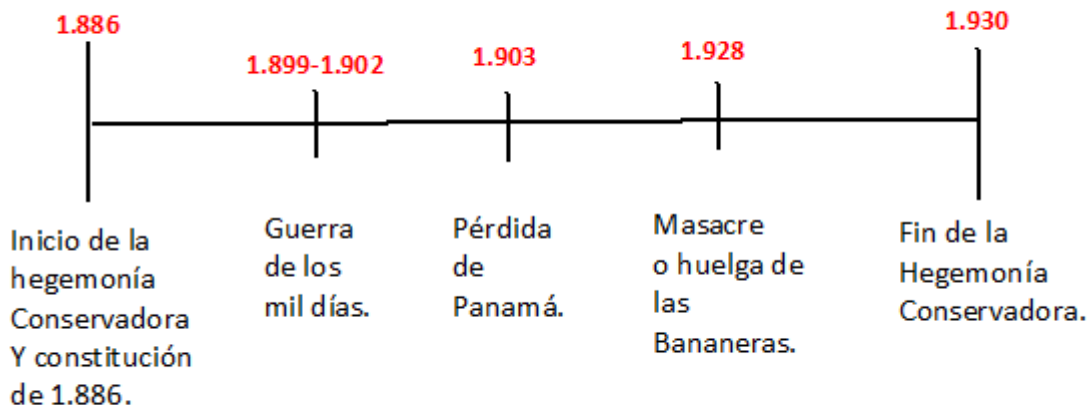 1.886
1.899-1.902
1.903
1.928
1.930
Inicio de la
hegemonía
Conservadora
Y constitución
de 1.886.
Guerra
de los
mil días.
Pérdida
de
Panamá.
Masacre
o huelga de
las
Bananeras.
Fin de la
Hegemonía
Conservadora.